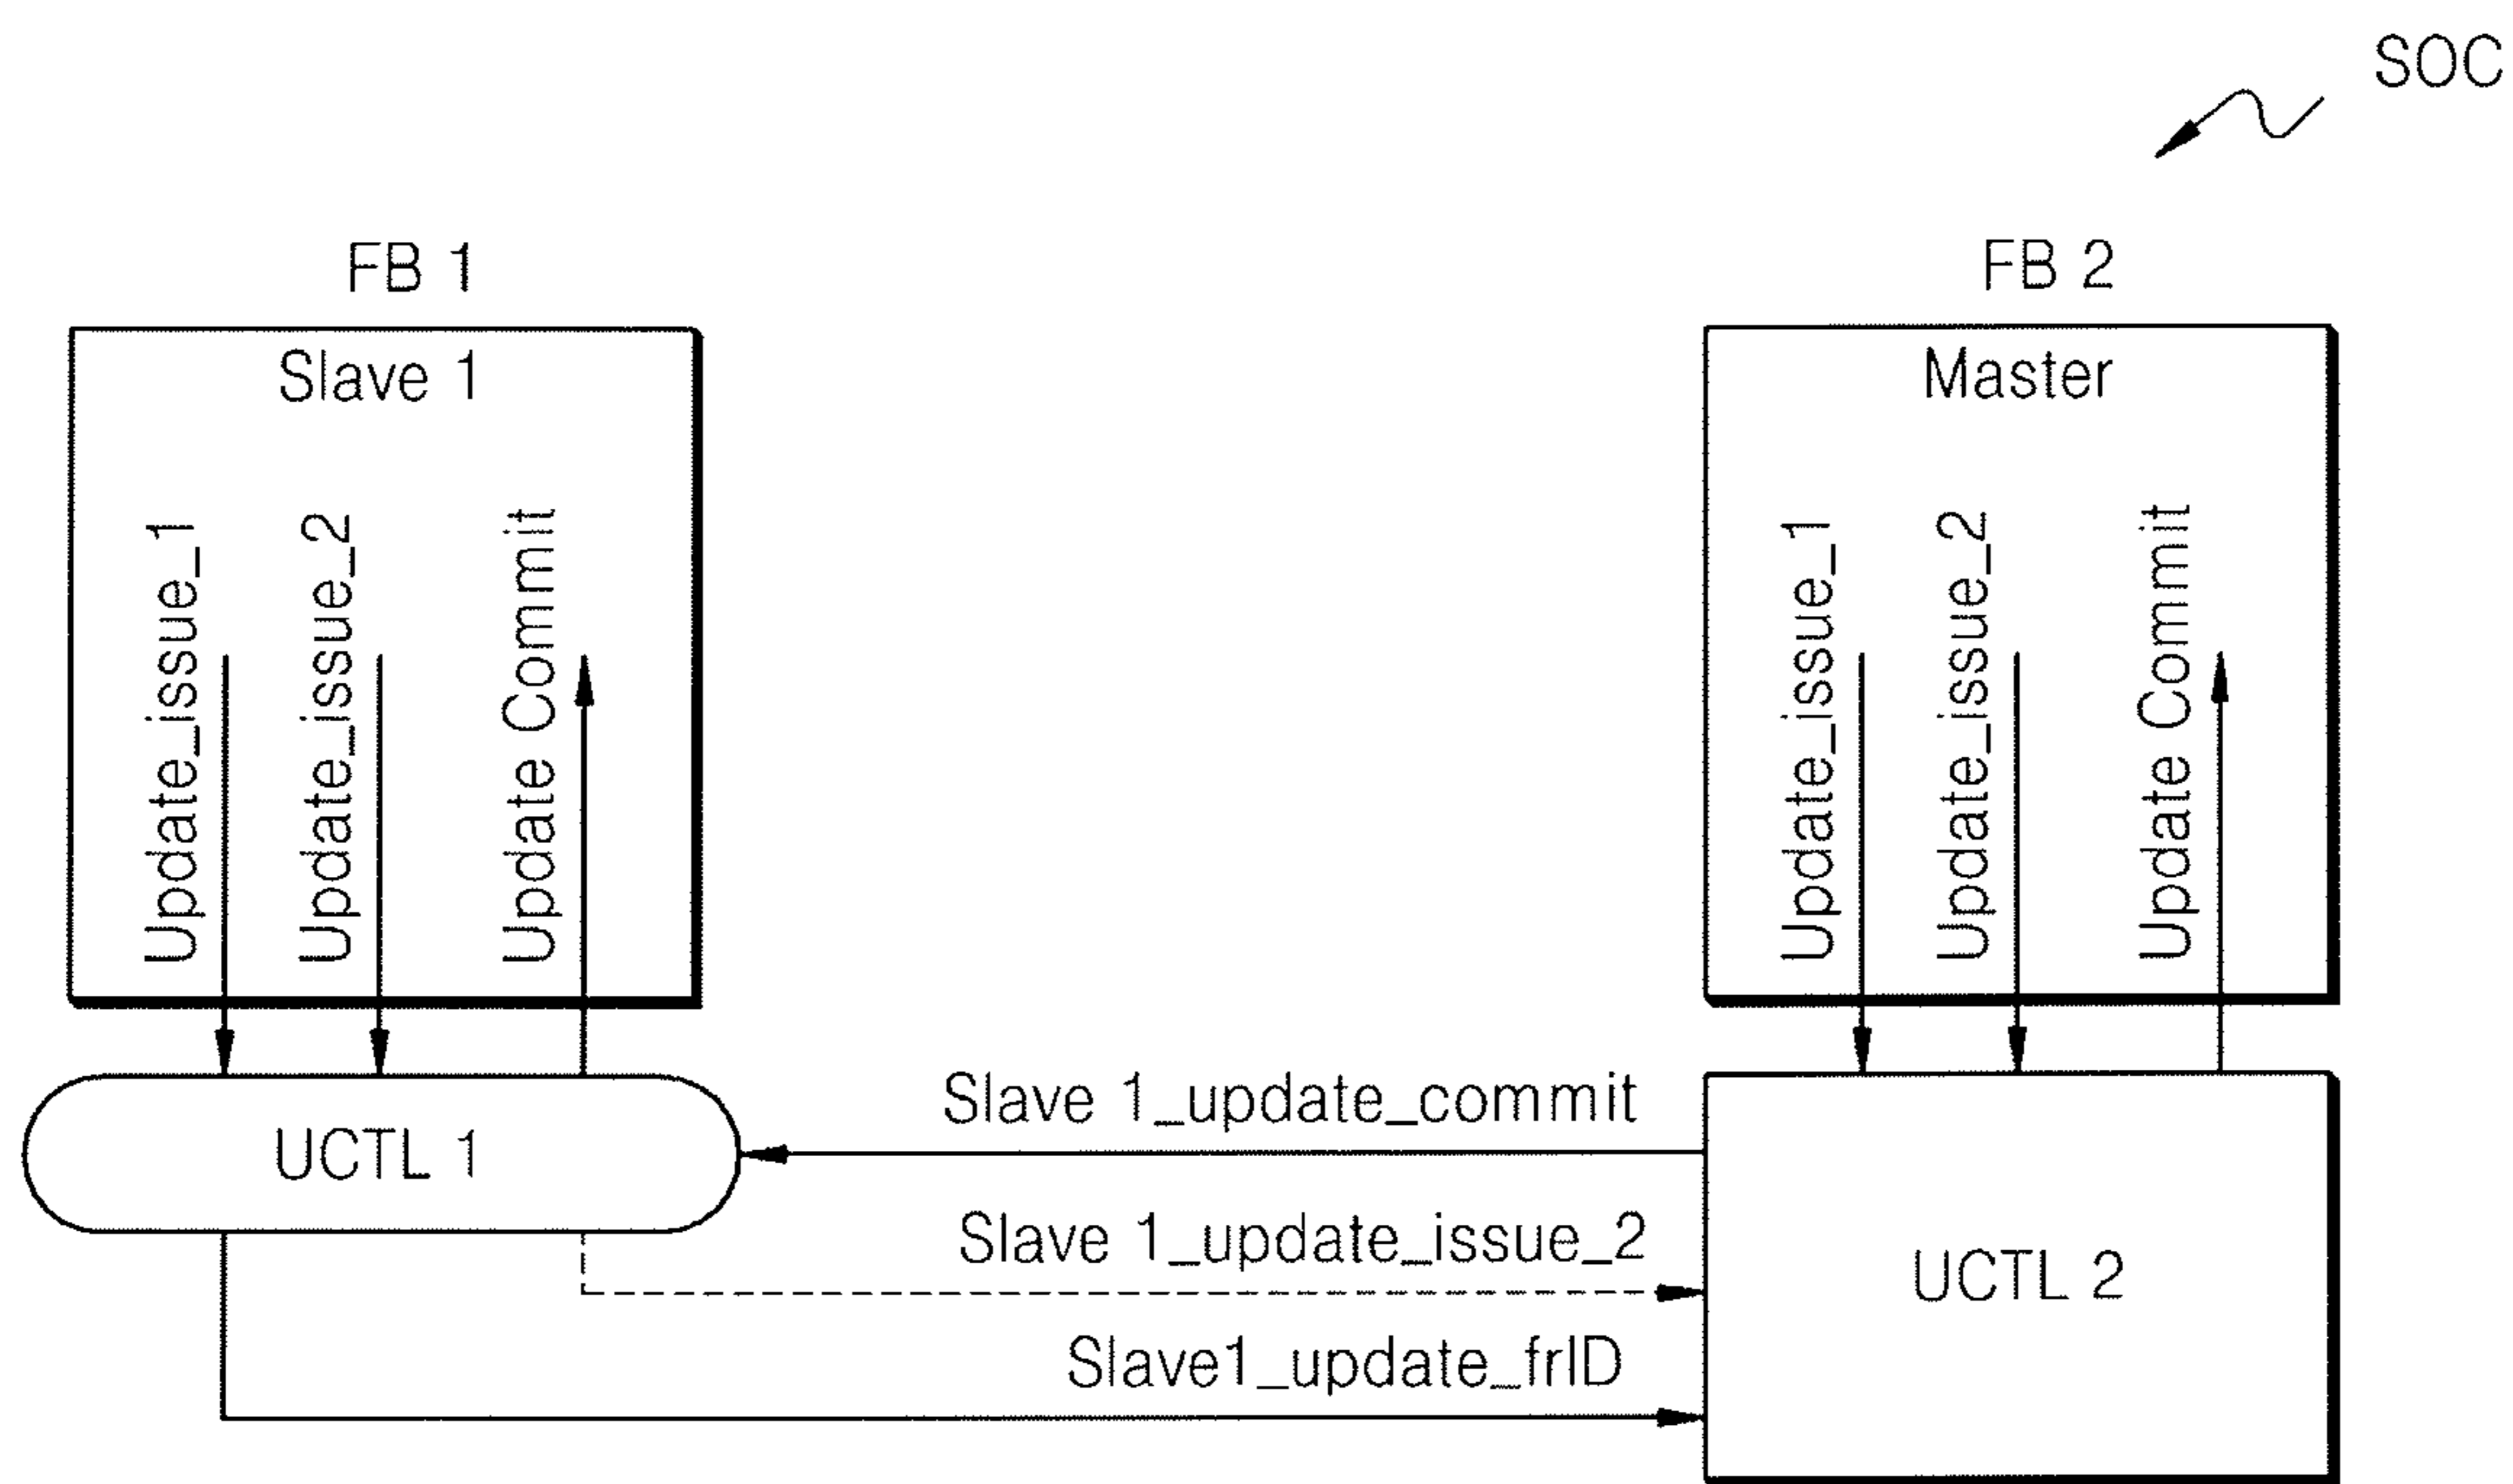 SOC
FB 1
FB 2
Slave 1
Master
Update_issue_1
Update_issue_2
Update Commit
Update_issue_1
Update_issue_2
Update Commit
Slave 1_update_commit
UCTL 1
Slave 1_update_issue_2
UCTL 2
Slave1_update_frID